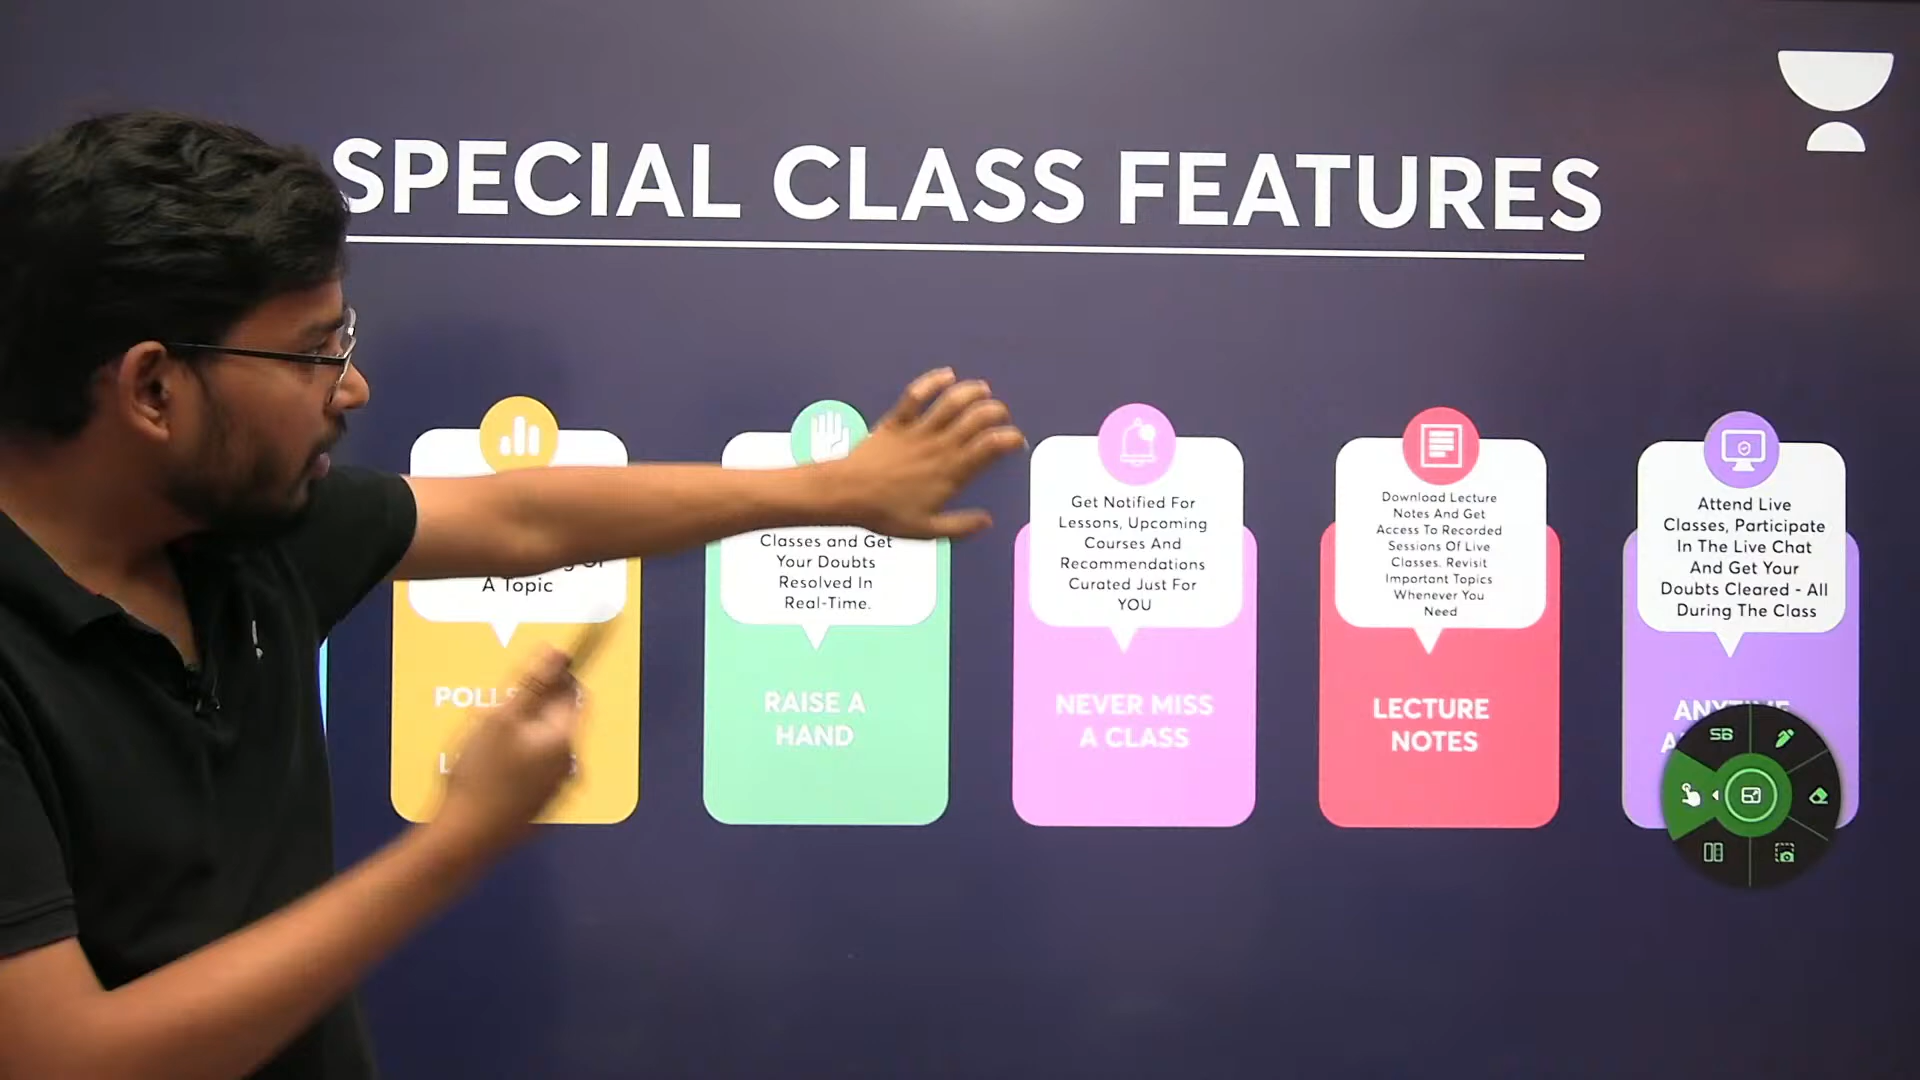 SPECIAL CLASS FEATURES
A Topic
Classes and Get
Your Doubts
Resolved In
Real-Time.
RAISE A
HAND
Get Notified For
Lessons, Upcoming
Courses And
Recommendations
Curated Just For
YOU
NEVER MISS
A CLASS
Download Lecture
Notes And Get
Access To Recorded
Sessions Of Live
Classes. Revisit
Important Topics
Whenever You
Need
LECTURE
NOTES
Attend Live
Classes, Participate
In The Live Chat
And Get Your
Doubts Cleared - All
During The Class
ANYTIME